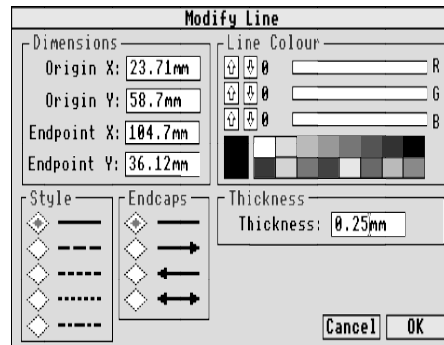 Modify Line
Dimensions
Origin X: 23.71mm
Origin Y: 58.7mm
Endpoint X: 104.7mm
Endpoint Y: 36.12mm
Line Colour
0 R
0 G
0 B
Style
Endcaps
Thickness
Thickness: 0.25mm
Cancel OK